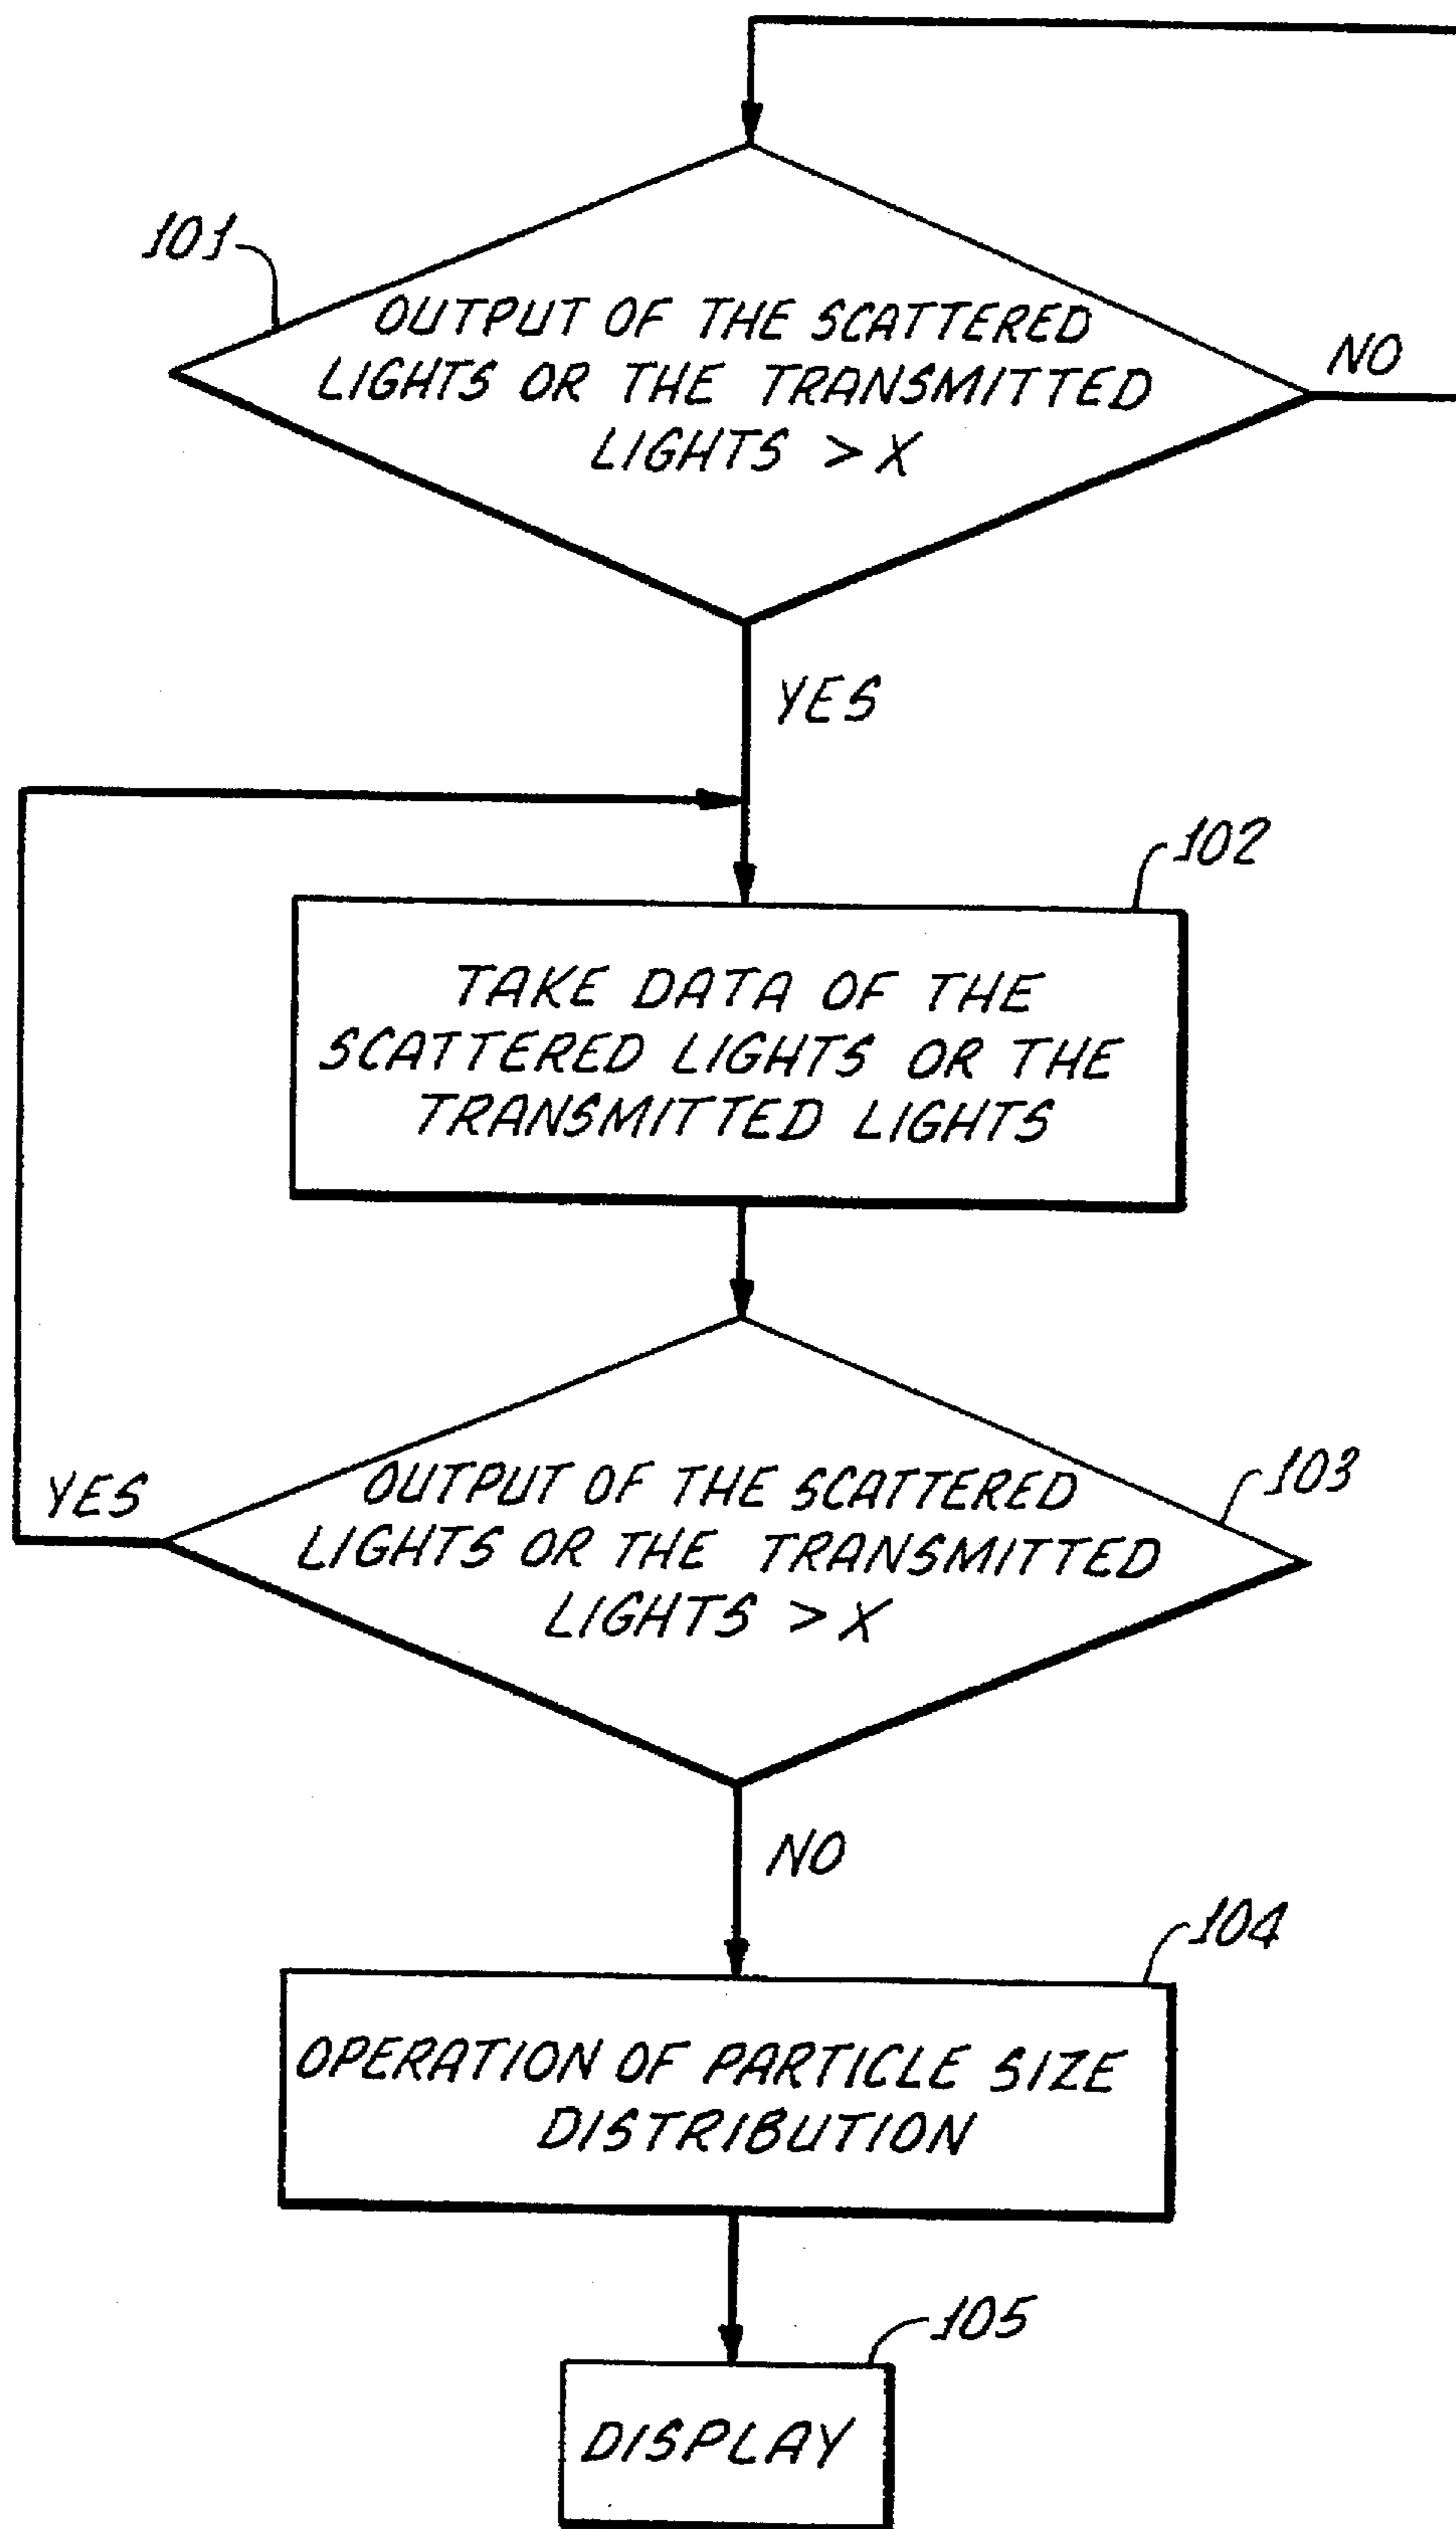 101
OUTPUT OF THE SCATTERED
LIGHTS OR THE TRANSMITTED
LIGHTS > X
NO
YES
102
TAKE DATA OF THE
SCATTERED LIGHTS OR THE
TRANSMITTED LIGHTS
YES
103
OUTPUT OF THE SCATTERED
LIGHTS OR THE TRANSMITTED
LIGHTS > X
NO
104
OPERATION OF PARTICLE SIZE
DISTRIBUTION
105
DISPLAY